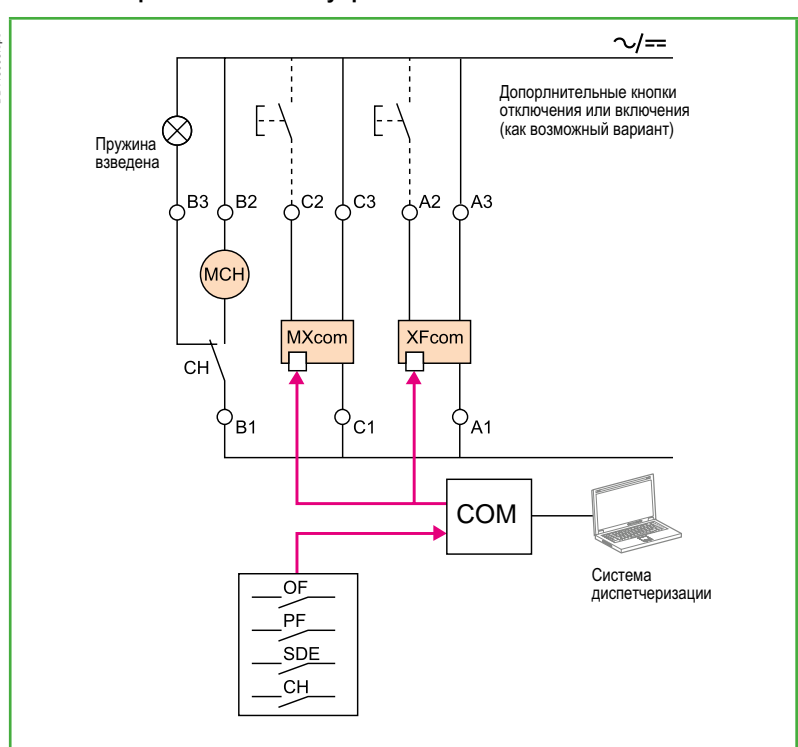 ~/==
Допорлнительные кнопки
отключения или включения
(как возможный вариант)
Пружина
взведена
B3 B2 C2 C3 A2 A3
MCH
MXcom XFcom
CH
B1 C1 A1
COM
Система
диспетчеризации
OF
PF
SDE
CH